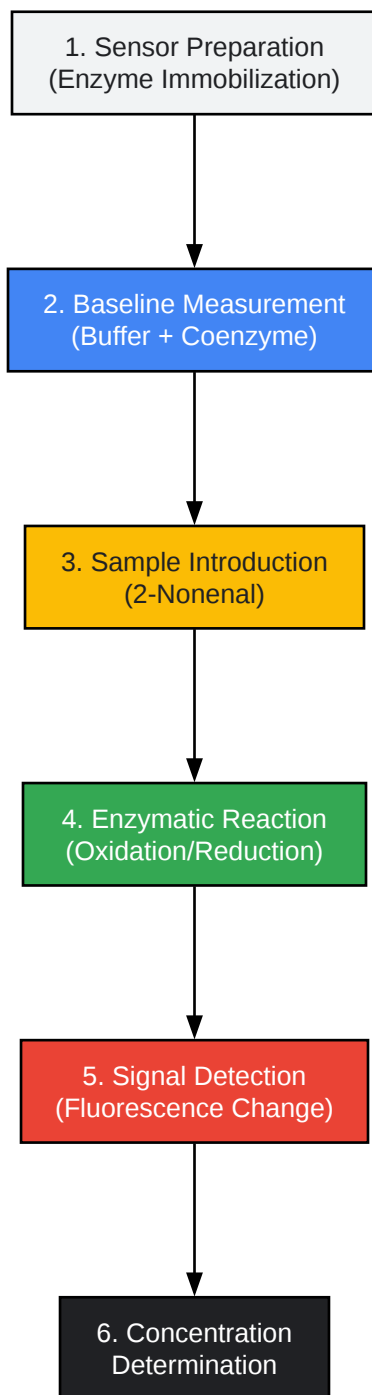 1. Sensor Preparation
(Enzyme Immobilization)
2. Baseline Measurement
(Buffer + Coenzyme)
3. Sample Introduction
(2-Nonenal)
4. Enzymatic Reaction
(Oxidation/Reduction)
5. Signal Detection
(Fluorescence Change)
6. Concentration
Determination